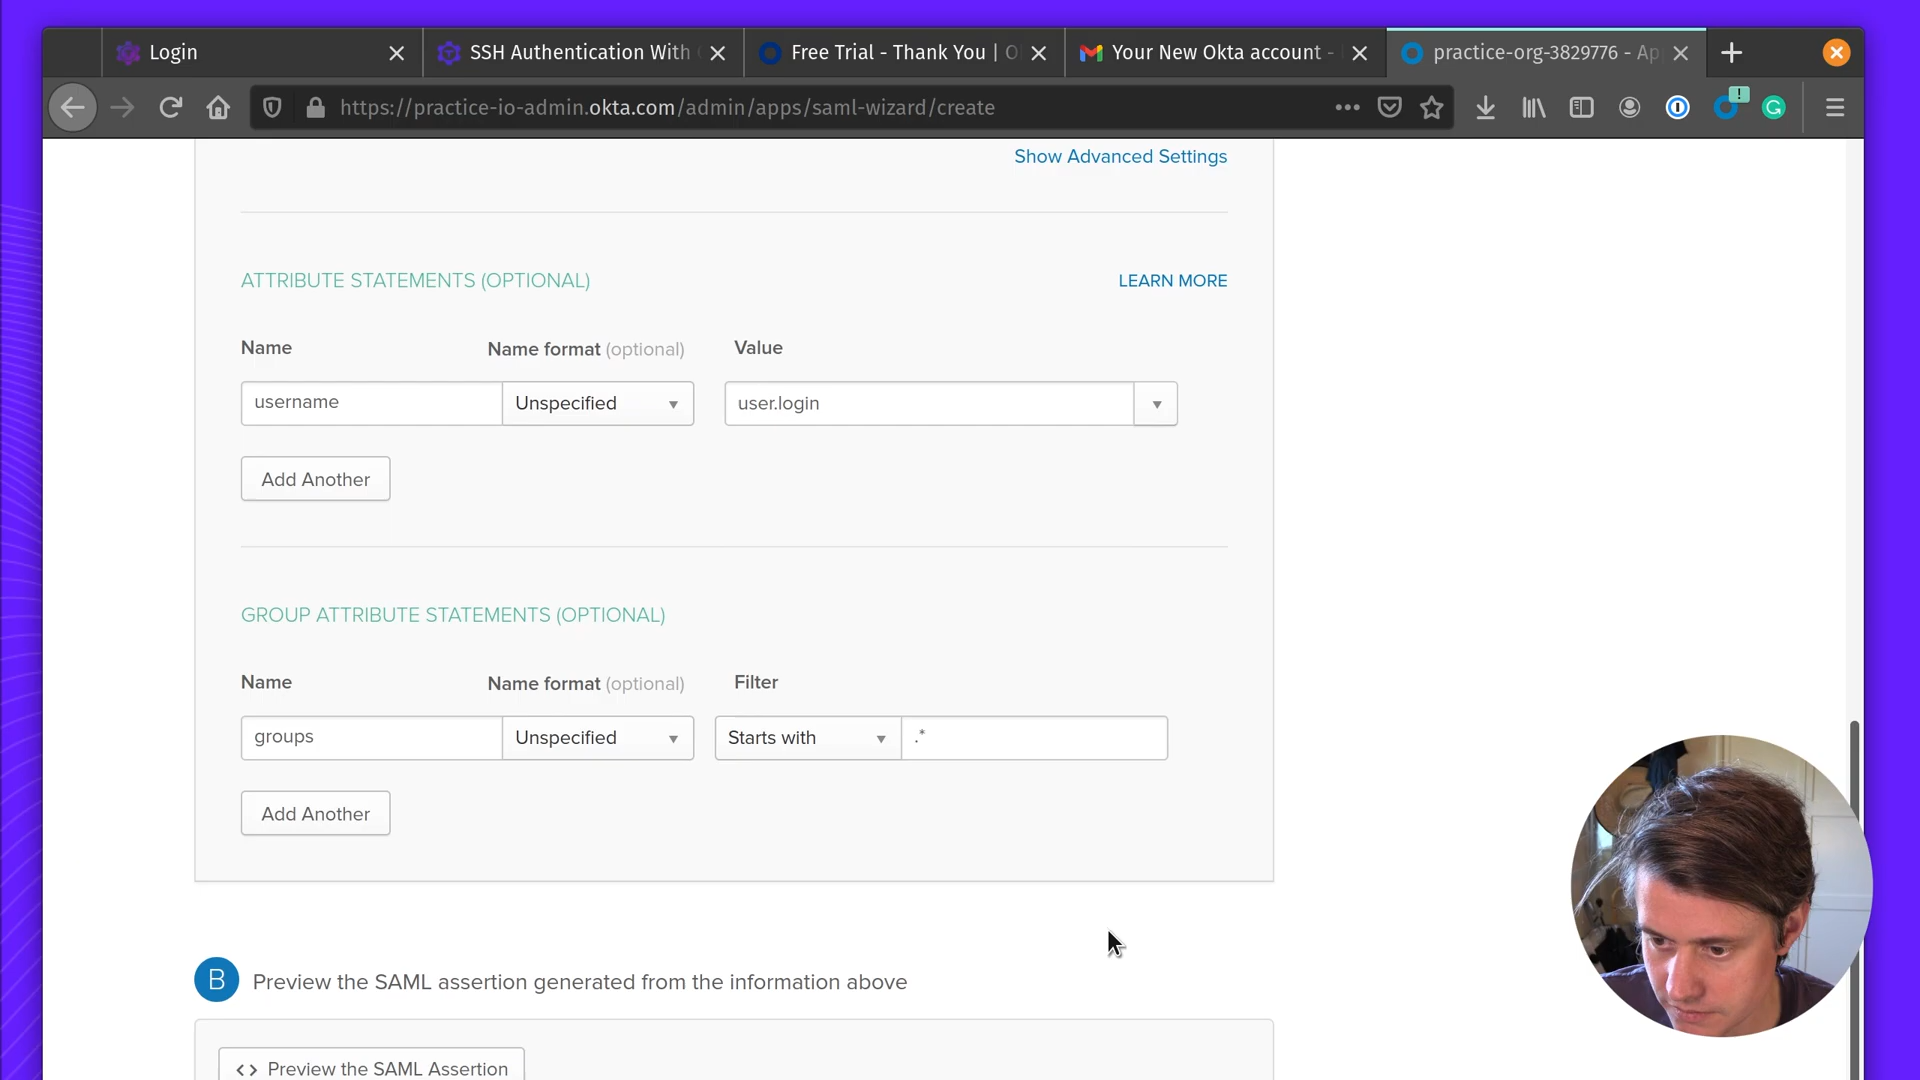 Login
SSH Authentication With
Free Trial - Thank You | O
Your New Okta account -
practice-org-3829776 - Ap
https://practice-io-admin.okta.com/admin/apps/saml-wizard/create
Show Advanced Settings
ATTRIBUTE STATEMENTS (OPTIONAL)
LEARN MORE
Name
Name format (optional)
Value
username
Unspecified
user.login
Add Another
GROUP ATTRIBUTE STATEMENTS (OPTIONAL)
Name
Name format (optional)
Filter
groups
Unspecified
Starts with
.*
Add Another
B
Preview the SAML assertion generated from the information above
<> Preview the SAML Assertion